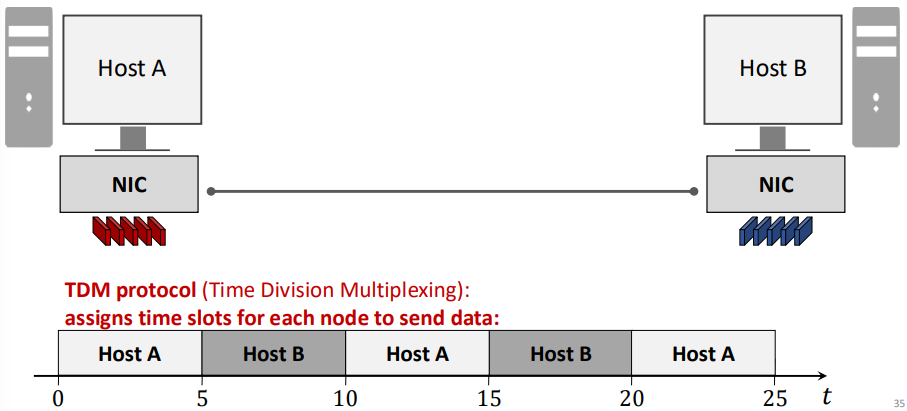 Host A
Host B
NIC
NIC
TDM protocol (Time Division Multiplexing):
assigns time slots for each node to send data:
Host A Host B Host A Host B Host A
0 5 10 15 20 25 t
35